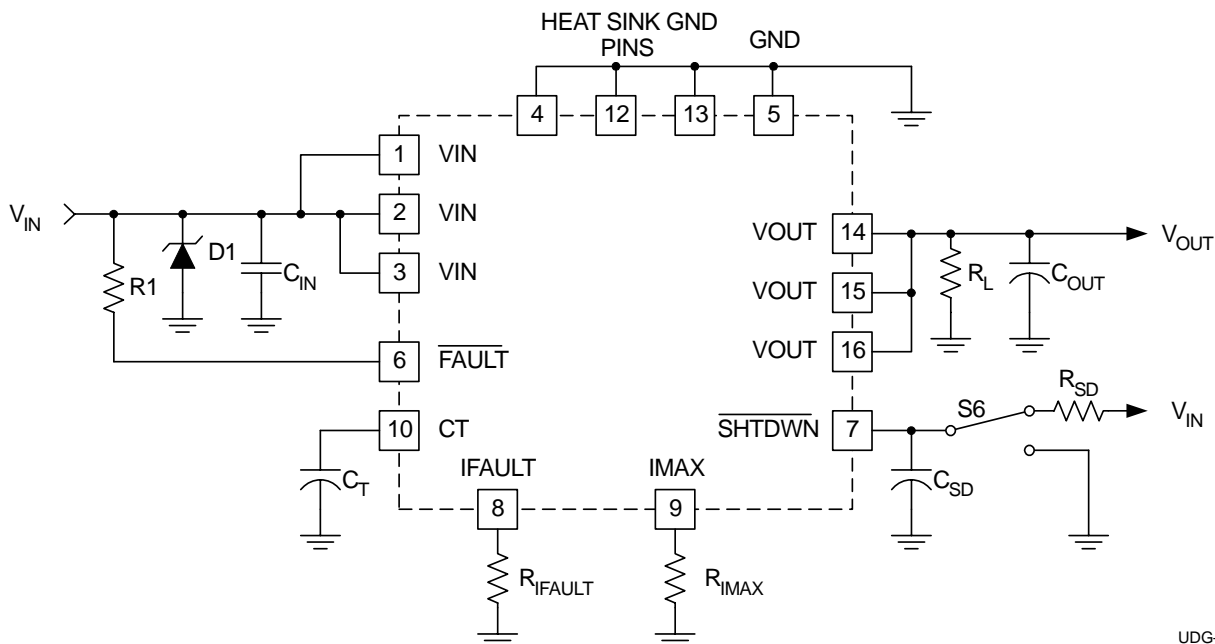 HEAT SINK GND
PINS
GND
4
12
13
5
1
VIN
V_IN
2
VIN
D1
C_IN
3
VIN
R1
VOUT
14
V_OUT
R_L
C_OUT
VOUT
15
VOUT
16
6
FAULT
10
CT
C_T
SHTDWN
7
S6
R_SD
V_IN
C_SD
IFAULT
IMAX
8
9
R_IFAULT
R_IMAX
UDG